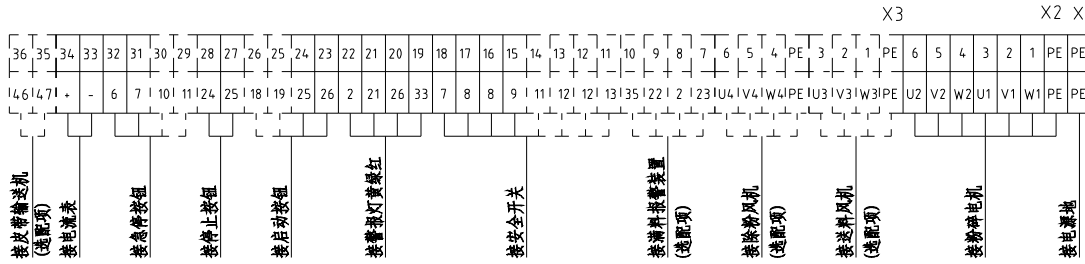 X3 X2 X
36 35 34 33 32 31 30 29 28 27 26 25 24 23 22 21 20 19 18 17 16 15 14 13 12 11 10 9 8 7 6 5 4 PE 3 2 1 PE 6 5 4 3 2 1 PE PE
46 47 + - 6 7 10 11 24 25 18 19 25 26 2 21 26 33 7 8 8 9 11 12 12 13 35 22 2 23 U4 V4 W4 PE U3 V3 W3 PE U2 V2 W2 U1 V1 W1 PE PE
接皮带输送机
(选配项)
接电流表
接急停按钮
接停止按钮
接启动按钮
接警报灯黄绿红
接安全开关
接满料报警装置
(选配项)
接除粉风机
(选配项)
接送料风机
(选配项)
接粉碎电机
接电源地